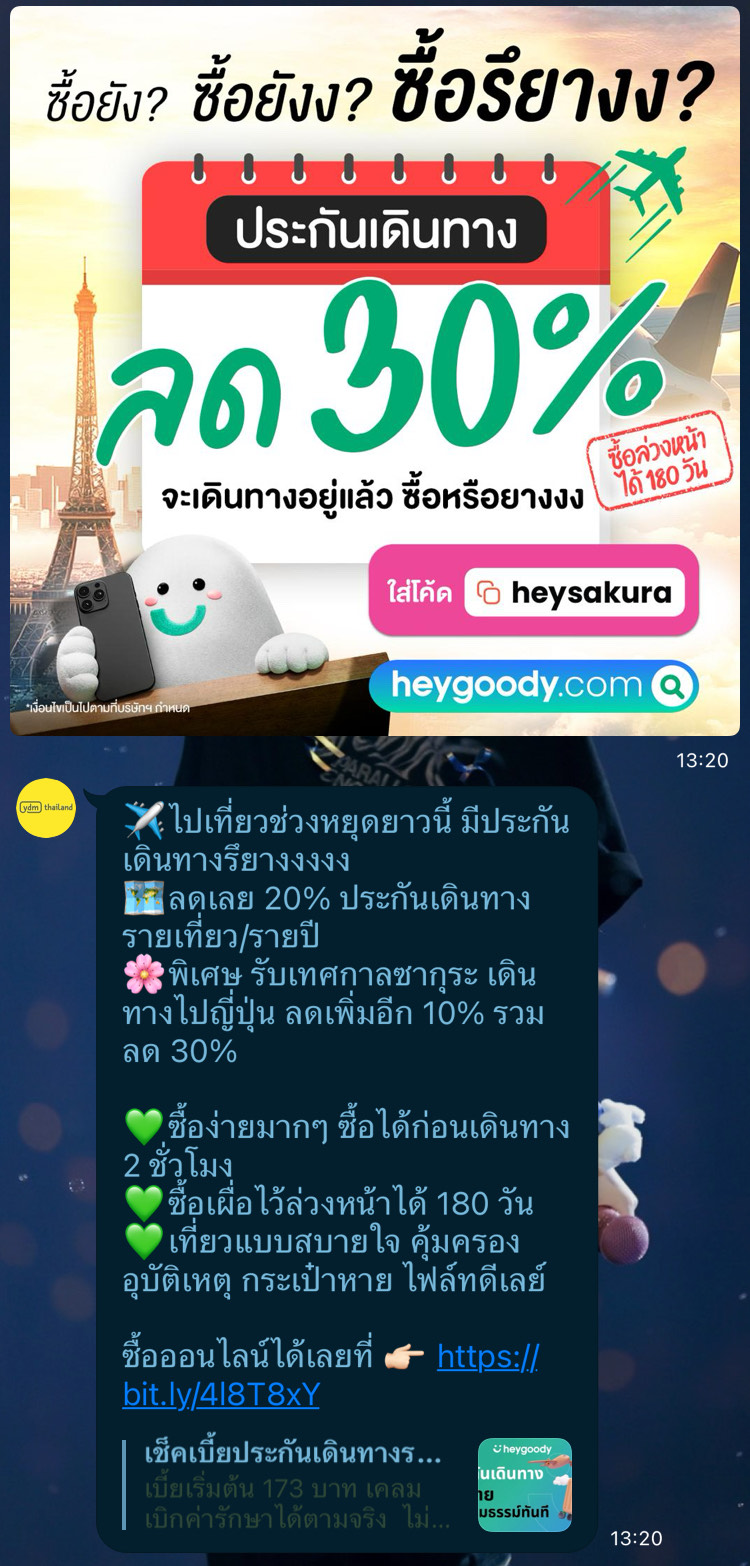 ซื้อยัง? ซื้อยังง? ซื้อรึยางง?
ประกันเดินทาง
ลด 30%
ซื้อล่วงหน้า
ได้ 180 วัน
จะเดินทางอยู่แล้ว ซื้อหรือยางงง
ใส่โค้ด heysakura
heygoody.com
*เงื่อนไขเป็นไปตามที่บริษัทฯ กำหนด
13:20
ydm thailand
✈️ไปเที่ยวช่วงหยุดยาวนี้ มีประกัน
เดินทางรึยางงงงง
🗺️ลดเลย 20% ประกันเดินทาง
รายเที่ยว/รายปี
🌸พิเศษ รับเทศกาลซากุระ เดิน
ทางไปญี่ปุ่น ลดเพิ่มอีก 10% รวม
ลด 30%
💚ซื้อง่ายมากๆ ซื้อได้ก่อนเดินทาง
2 ชั่วโมง
💚ซื้อเผื่อไว้ล่วงหน้าได้ 180 วัน
💚เที่ยวแบบสบายใจ คุ้มครอง
อุบัติเหตุ กระเป๋าหาย ไฟล์ทดีเลย์
ซื้อออนไลน์ได้เลยที่ 👉🏻 https://
bit.ly/4l8T8xY
เช็คเบี้ยประกันเดินทางร...
เบี้ยเริ่มต้น 173 บาท เคลม
เบิกค่ารักษาได้ตามจริง ไม่...
heygoody
ันเดินทาง
าย
มธรรม์ทันที
13:20